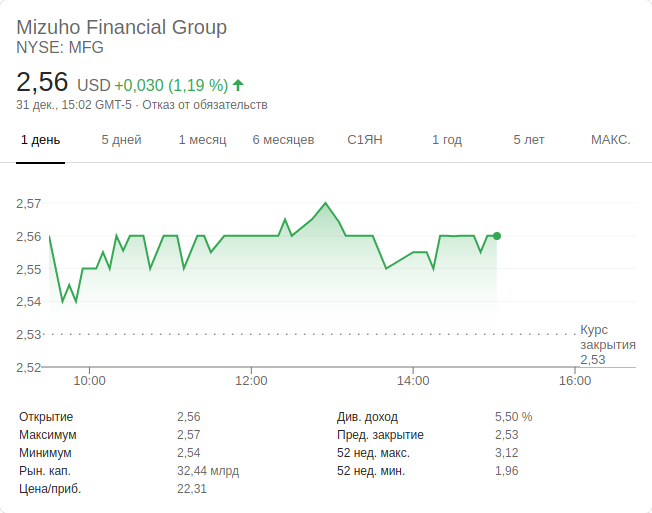 Mizuho Financial Group
NYSE: MFG
2,56 USD +0,030 (1,19 %)
31 дек., 15:02 GMT-5 · Отказ от обязательств
1 день 5 дней 1 месяц 6 месяцев С1ЯН 1 год 5 лет МАКС.
2,57
2,56
2,55
2,54
2,53
2,52
Курс
закрытия
2,53
10:00 12:00 14:00 16:00
Открытие 2,56 Див. доход 5,50 %
Максимум 2,57 Пред. закрытие 2,53
Минимум 2,54 52 нед. макс. 3,12
Рын. кап. 32,44 млрд 52 нед. мин. 1,96
Цена/приб. 22,31